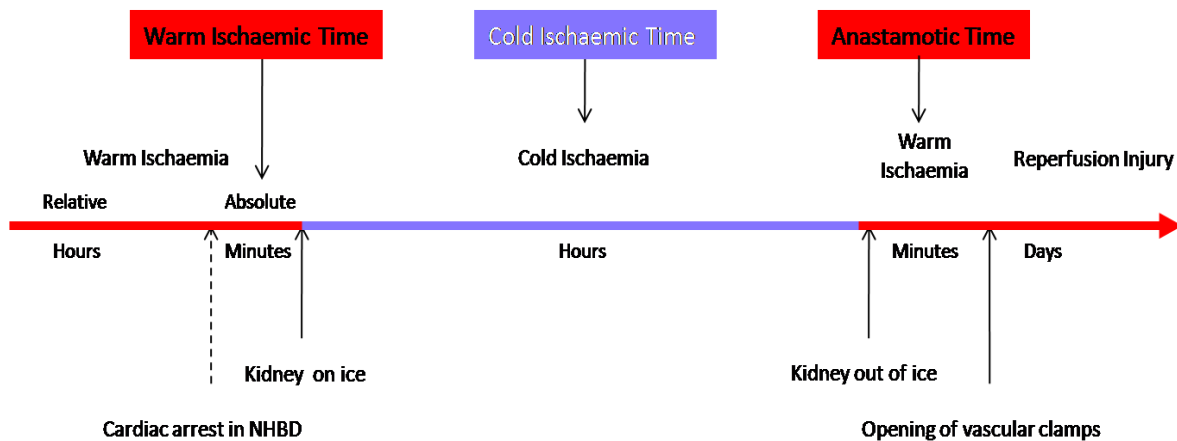 Warm Ischaemic Time
Cold Ischaemic Time
Anastamotic Time
Warm Ischaemia
Cold Ischaemia
Warm
Ischaemia
Reperfusion Injury
Relative
Absolute
Hours
Minutes
Hours
Minutes
Days
Kidney on ice
Kidney out of ice
Cardiac arrest in NHBD
Opening of vascular clamps